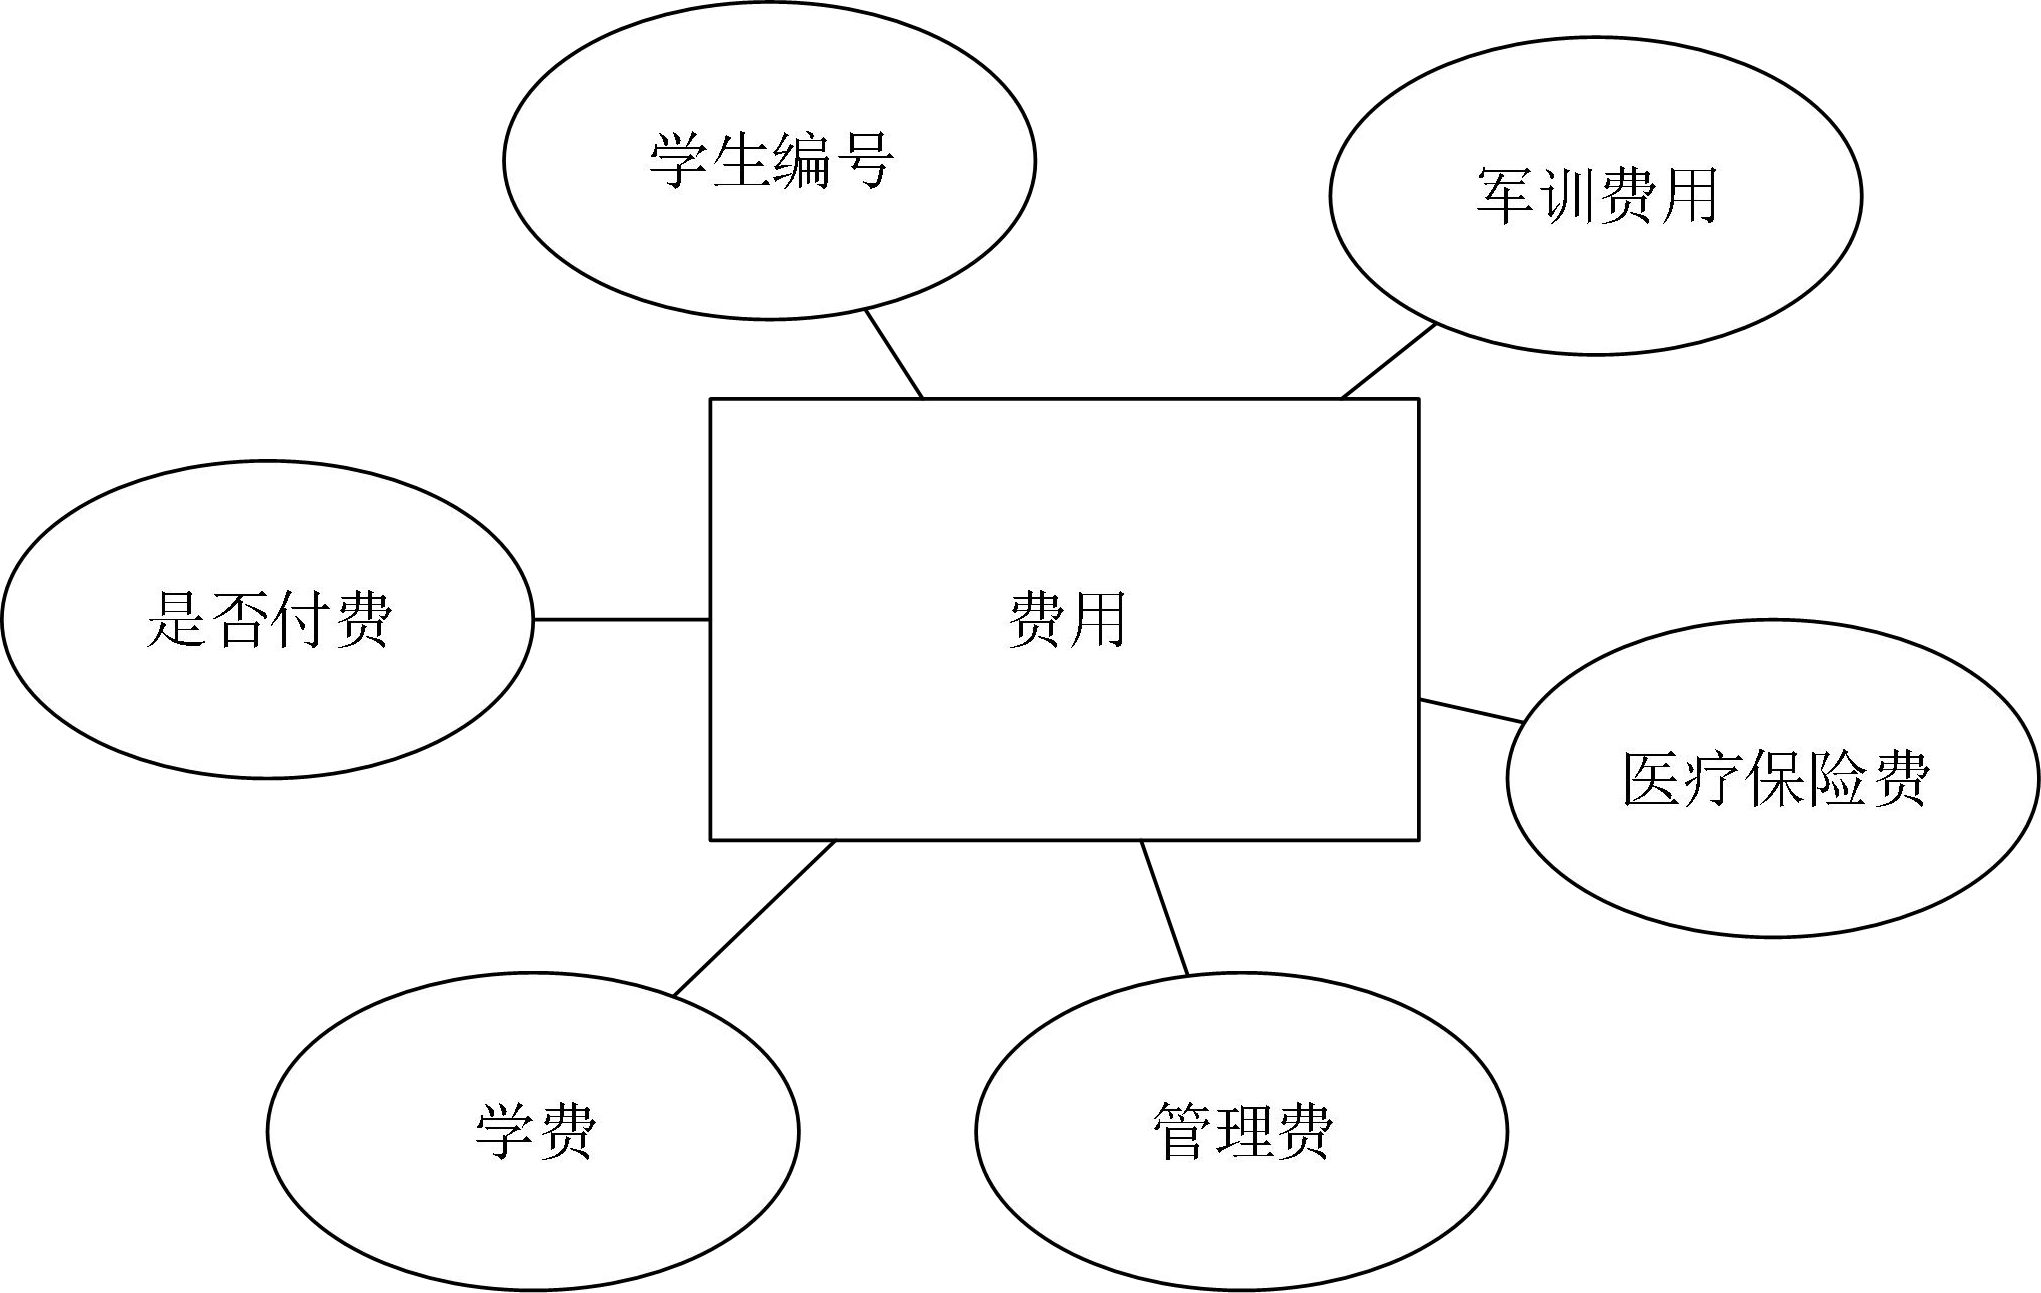 学生编号
军训费用
是否付费
费用
医疗保险费
学费
管理费